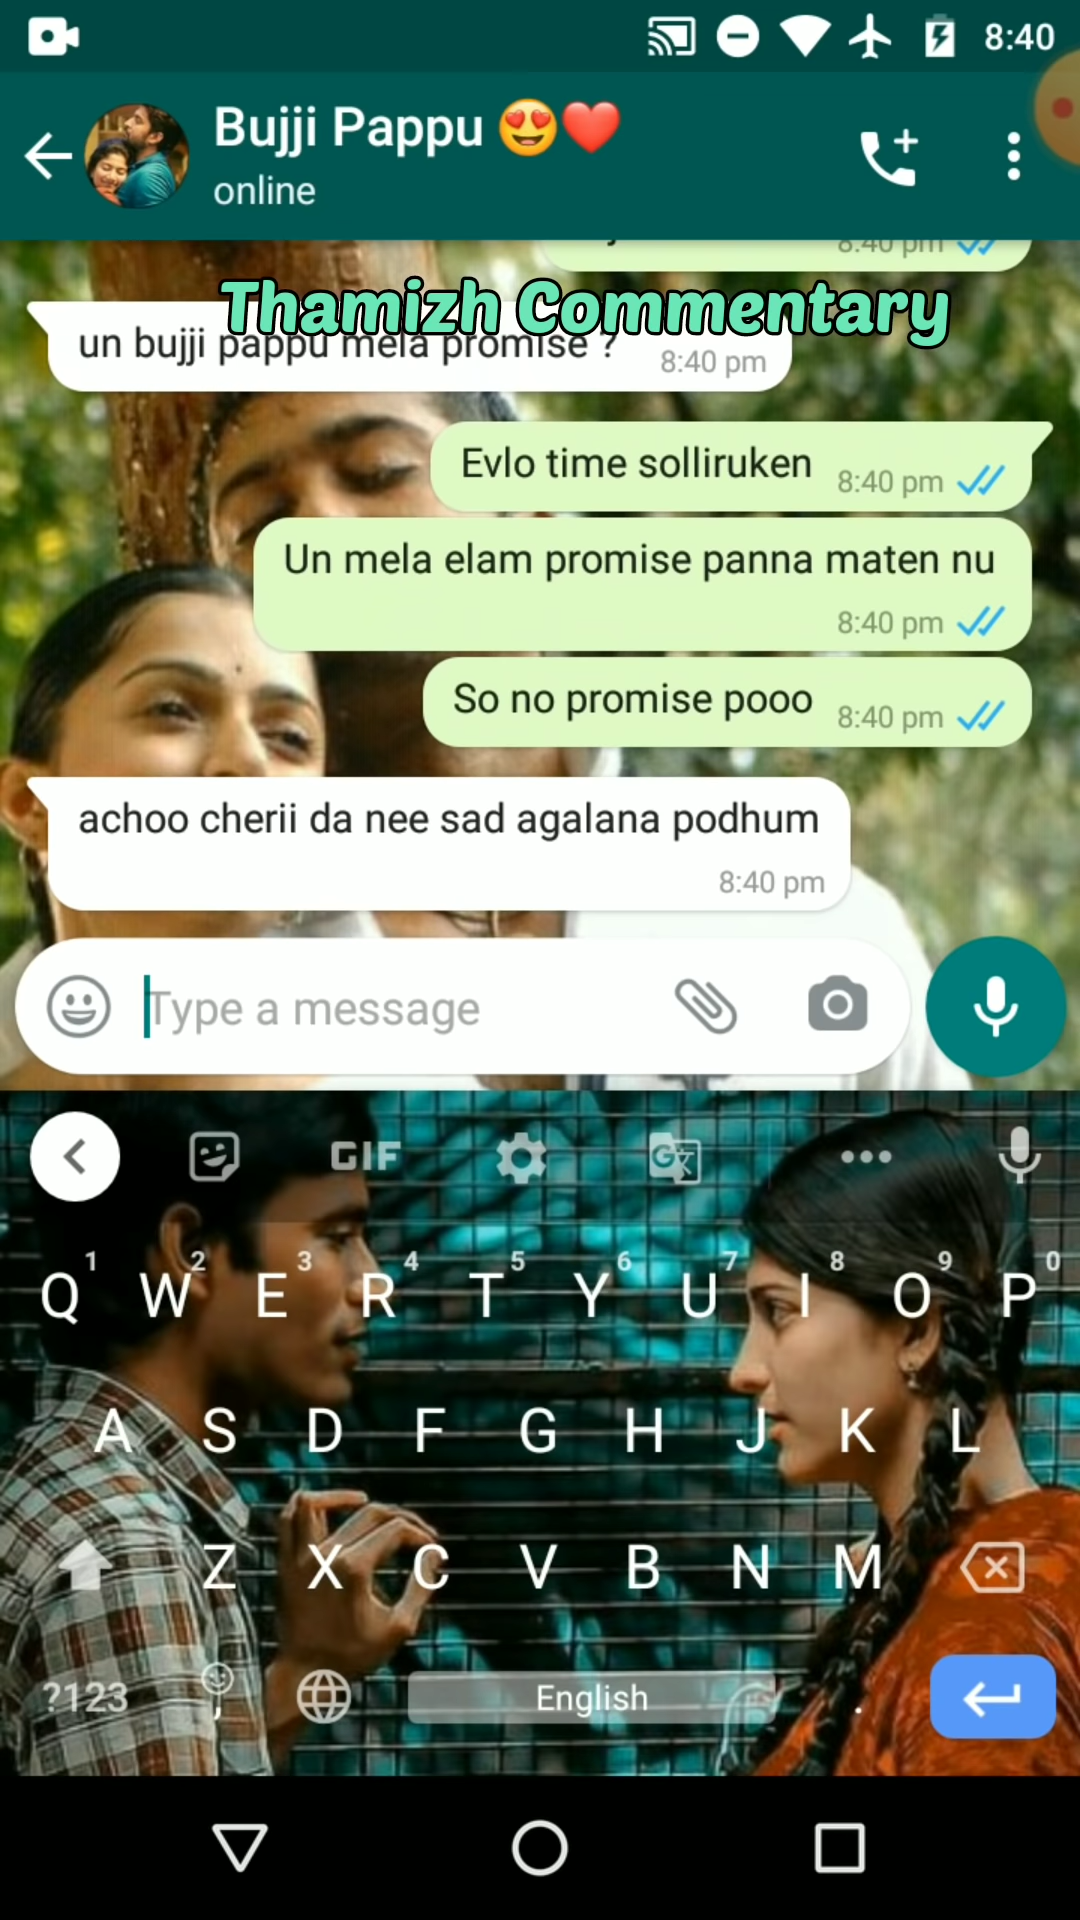 8:40
Bujji Pappu 😍❤️
online
8:40 pm
Thamizh Commentary
un bujji pappu mela promise ?
8:40 pm
Evlo time solliruken 8:40 pm
Un mela elam promise panna maten nu
8:40 pm
So no promise pooo 8:40 pm
achoo cherii da nee sad agalana podhum
8:40 pm
Type a message
GIF
G
1 2 3 4 5 6 7 8 9 0
Q W E R T Y U I O P
A S D F G H J K L
Z X C V B N M
?123 , English .